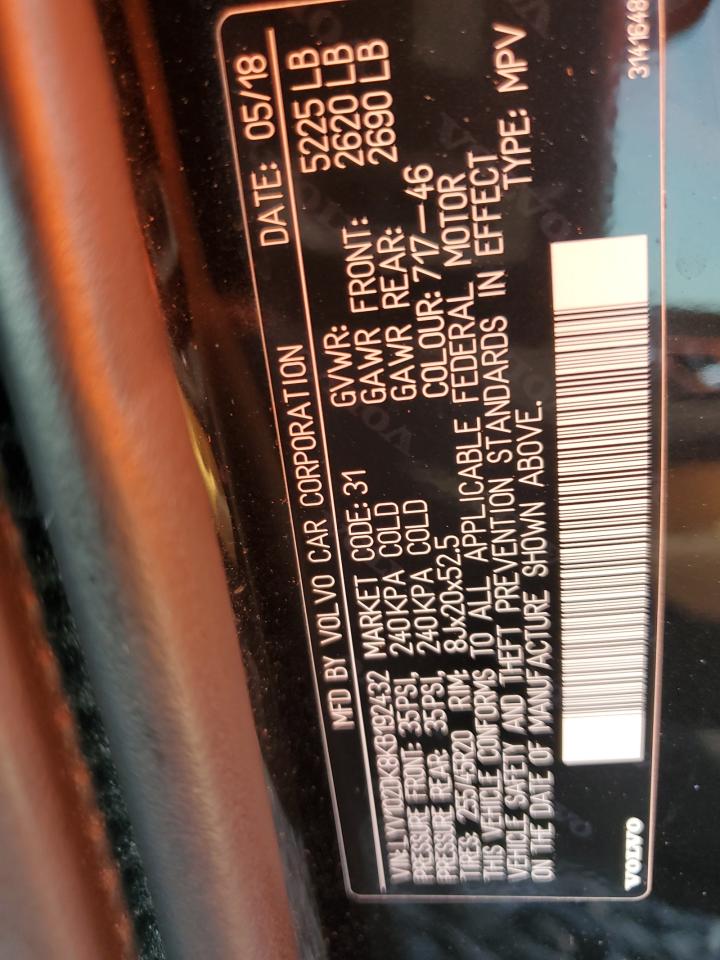 MFD BY VOLVO CAR CORPORATION DATE: 05/18
VIN: LYV102DK8KB192432 MARKET CODE: 31 GVWR: 5225 LB
PRESSURE FRONT: 35PSI, 240KPA COLD GAWR FRONT: 2620 LB
PRESSURE REAR: 35PSI, 240KPA COLD GAWR REAR: 2690 LB
TIRES: 255/45R20 RIM: 8Jx20x52.5 COLOUR: 717-46
THIS VEHICLE CONFORMS TO ALL APPLICABLE FEDERAL MOTOR
VEHICLE SAFETY AND THEFT PREVENTION STANDARDS IN EFFECT
ON THE DATE OF MANUFACTURE SHOWN ABOVE. TYPE: MPV
VOLVO 3141648